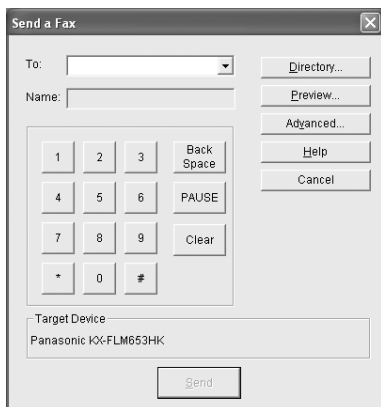 Send a Fax
To:
Directory...
Name:
Preview...
Advanced...
1 2 3 Back Space
Help
4 5 6 PAUSE
Cancel
7 8 9 Clear
* 0 #
Target Device
Panasonic KX-FLM653HK
Send